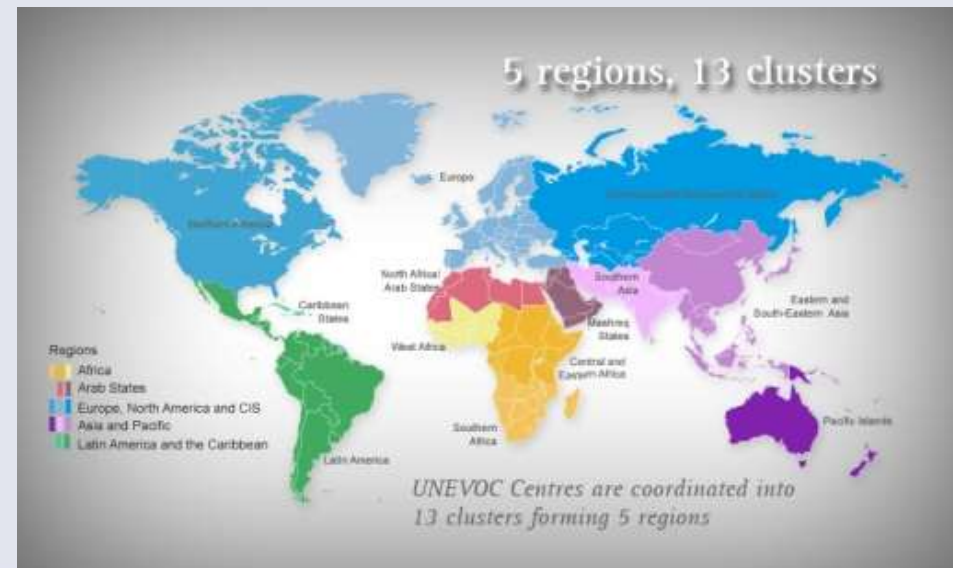 5 regions, 13 clusters
Europe
Northern America
North Africa/
Arab States
Southern
Asia
Caribbean
States
Mashreq
States
Eastern and
South-Eastern Asia
West Africa
Central and
Eastern Africa
Regions
Africa
Arab States
Europe, North America and CIS
Asia and Pacific
Latin America and the Caribbean
Southern
Africa
Pacific Islands
Latin America
UNEVOC Centres are coordinated into
13 clusters forming 5 regions